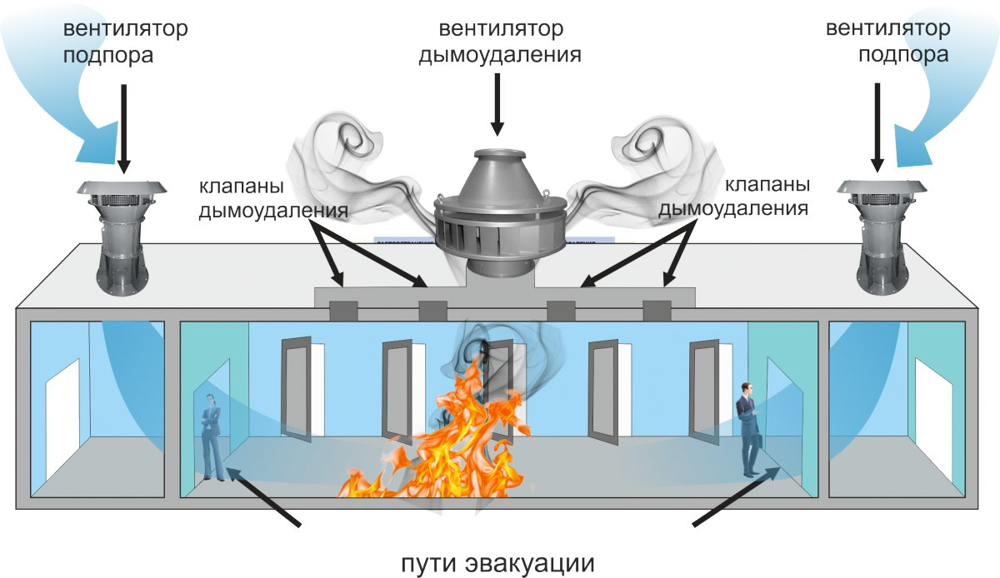 вентилятор
подпора
вентилятор
дымоудаления
вентилятор
подпора
клапаны
дымоудаления
клапаны
дымоудаления
пути эвакуации